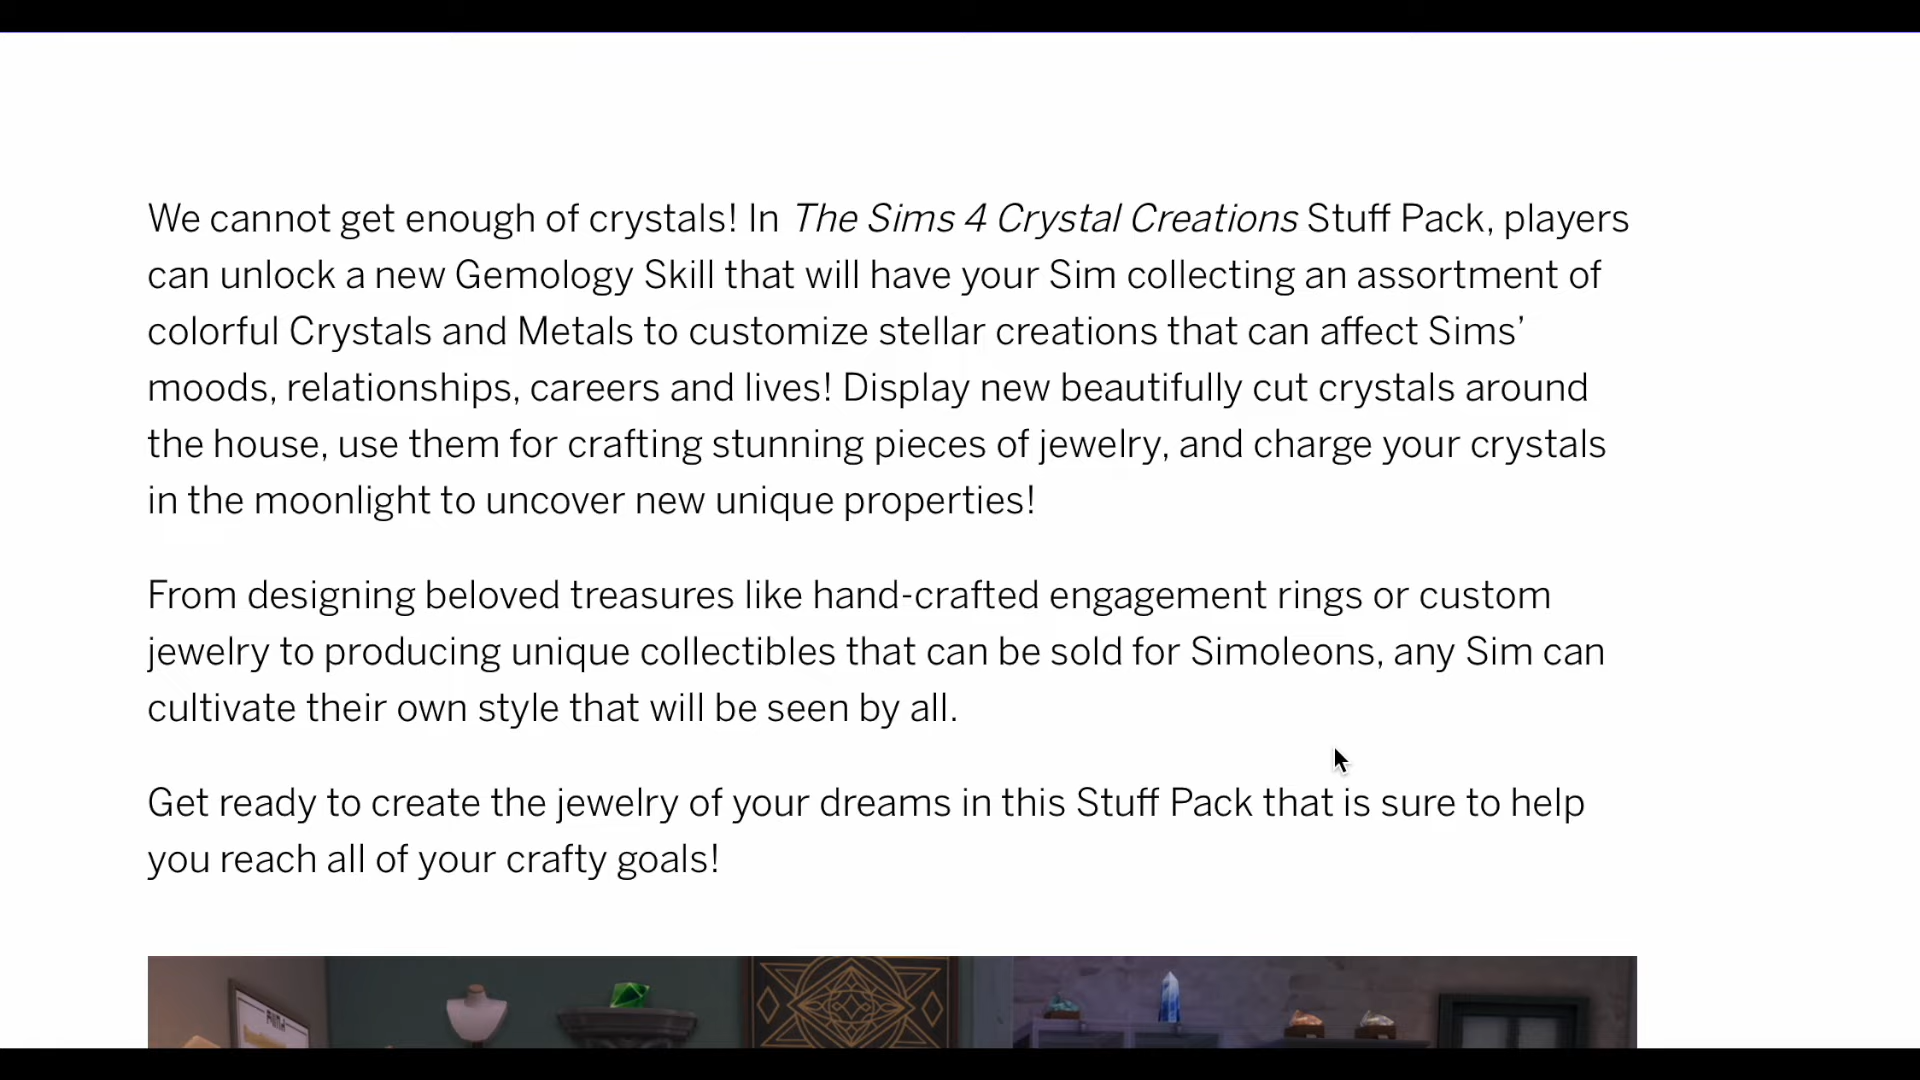 We cannot get enough of crystals! In The Sims 4 Crystal Creations Stuff Pack, players
can unlock a new Gemology Skill that will have your Sim collecting an assortment of
colorful Crystals and Metals to customize stellar creations that can affect Sims’
moods, relationships, careers and lives! Display new beautifully cut crystals around
the house, use them for crafting stunning pieces of jewelry, and charge your crystals
in the moonlight to uncover new unique properties!
From designing beloved treasures like hand-crafted engagement rings or custom
jewelry to producing unique collectibles that can be sold for Simoleons, any Sim can
cultivate their own style that will be seen by all.
Get ready to create the jewelry of your dreams in this Stuff Pack that is sure to help
you reach all of your crafty goals!